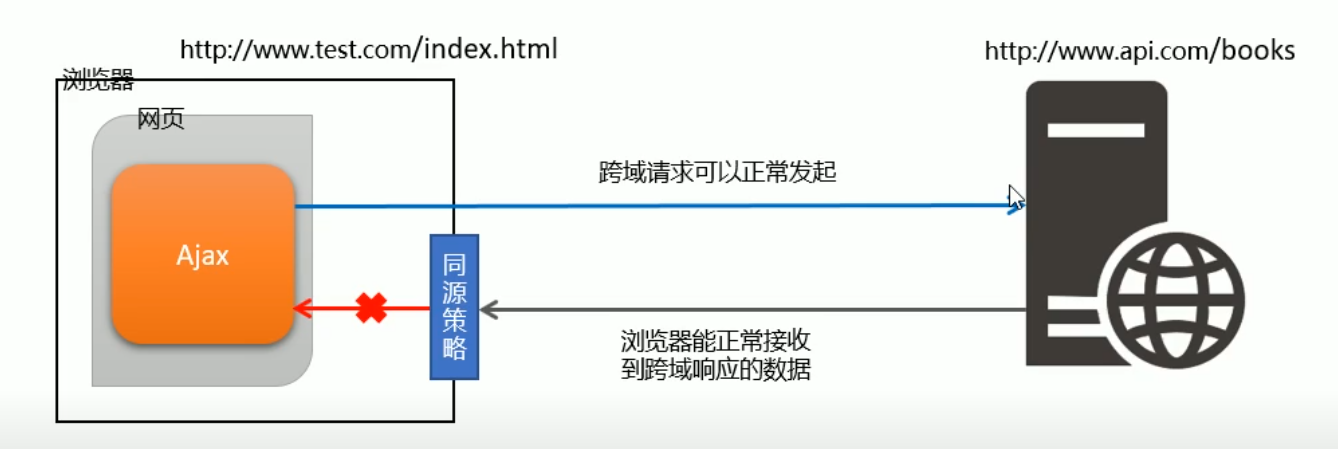 http://www.test.com/index.html
http://www.api.com/books
浏览器
网页
跨域请求可以正常发起
Ajax
同源策略
浏览器能正常接收
到跨域响应的数据